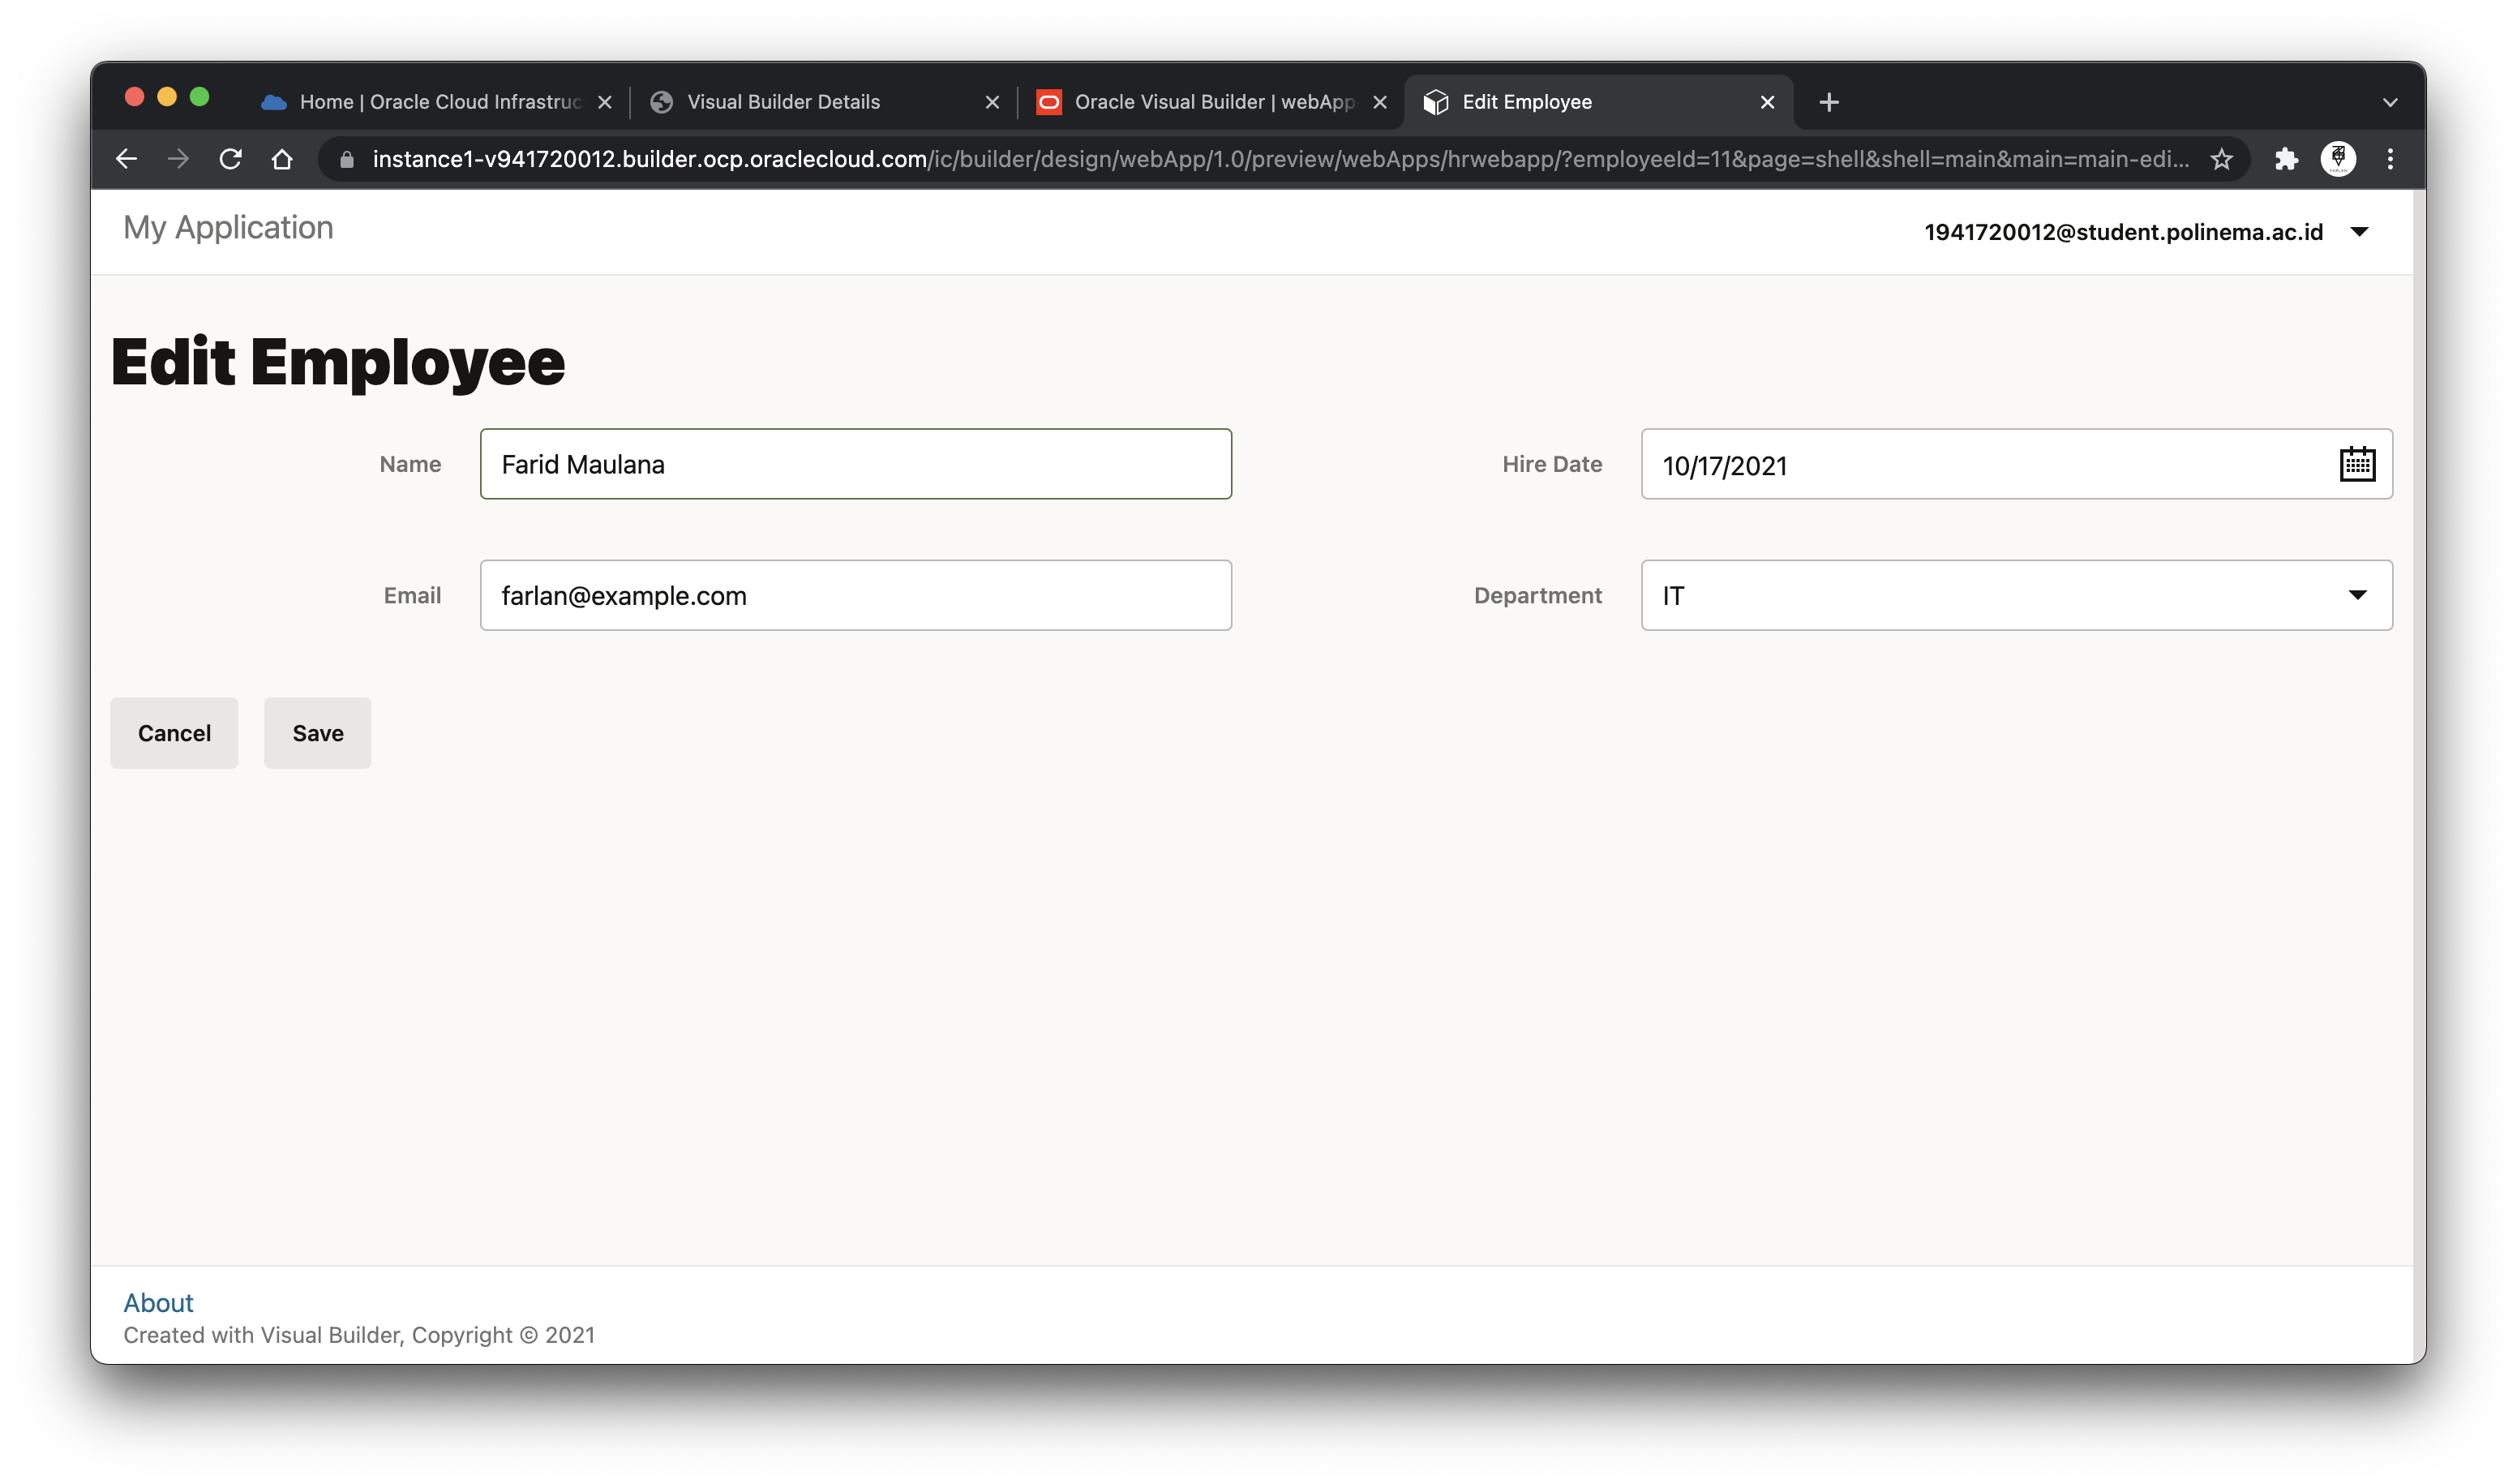 Home | Oracle Cloud Infrastruc
Visual Builder Details
Oracle Visual Builder | webApp
Edit Employee
instance1-v941720012.builder.ocp.oraclecloud.com/ic/builder/design/webApp/1.0/preview/webApps/hrwebapp/?employeeId=11&page=shell&shell=main&main=main-edi...
My Application
1941720012@student.polinema.ac.id
Edit Employee
Name
Farid Maulana
Hire Date
10/17/2021
Email
farlan@example.com
Department
IT
Cancel
Save
About
Created with Visual Builder, Copyright © 2021